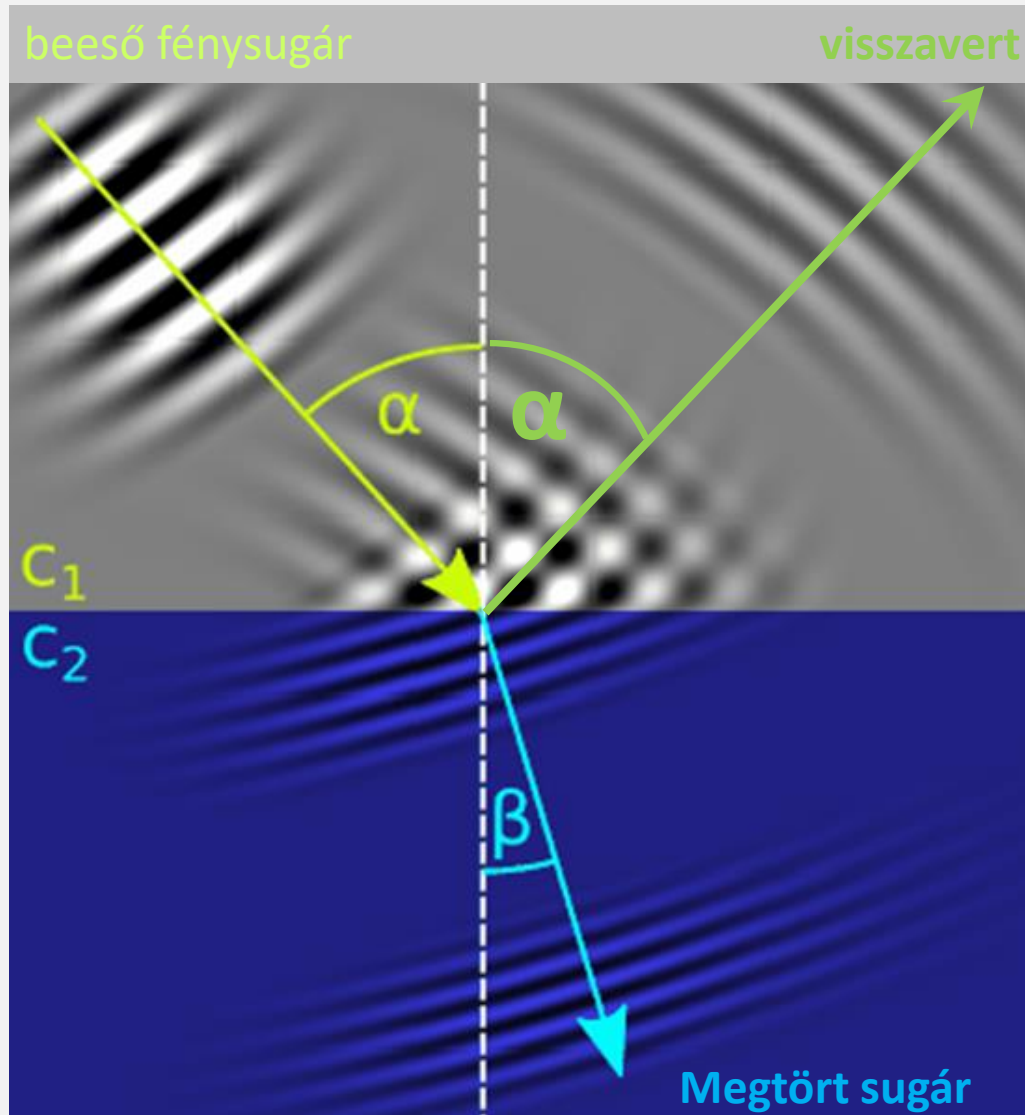 beeső fénysugár
visszavert
α
α
c₁
c₂
β
Megtört sugár